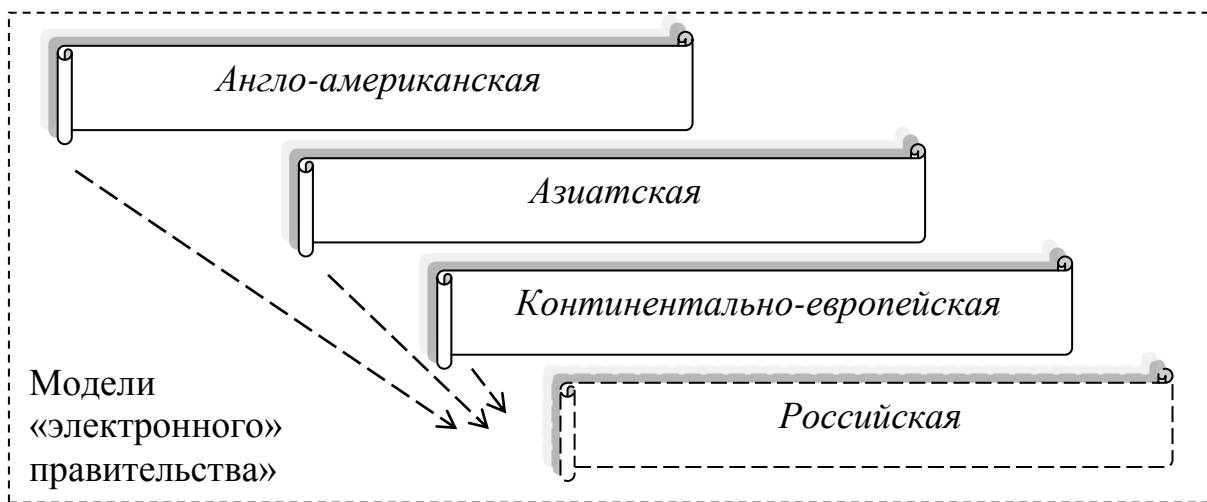 Англо-американская
Азиатская
Континентально-европейская
Российская
Модели
«электронного»
правительства»